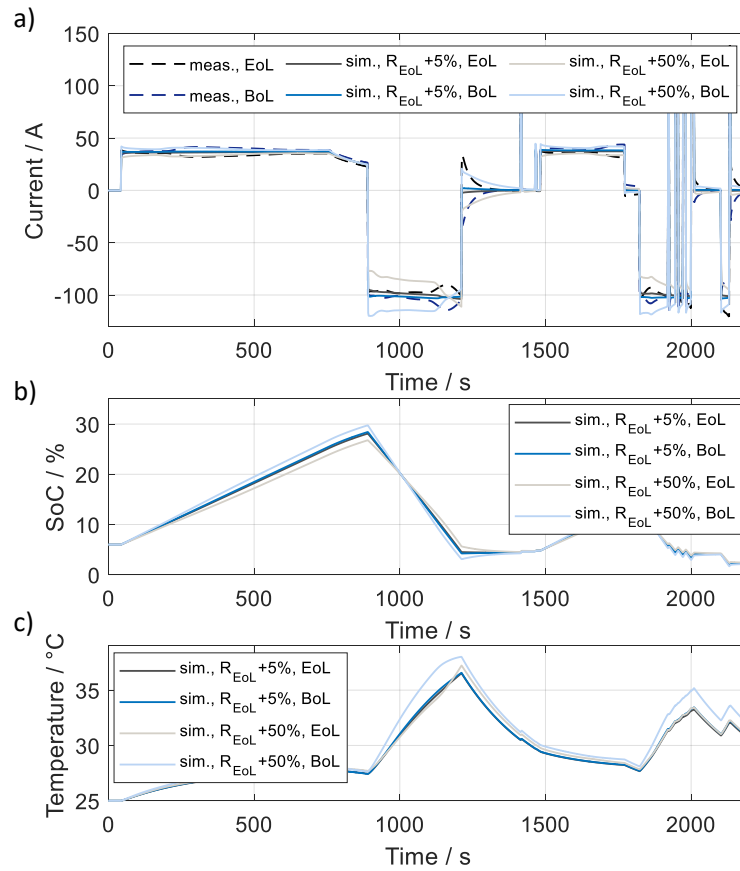 a)
150
100
50
0
-50
-100
Current / A
meas., EoL
meas., BoL
sim., R_EoL+5%, EoL
sim., R_EoL+5%, BoL
sim., R_EoL+50%, EoL
sim., R_EoL+50%, BoL
0 500 1000 1500 2000
Time / s
b)
30
20
10
0
SoC / %
sim., R_EoL+5%, EoL
sim., R_EoL+5%, BoL
sim., R_EoL+50%, EoL
sim., R_EoL+50%, BoL
0 500 1000 1500 2000
Time / s
c)
35
30
25
Temperature / °C
sim., R_EoL+5%, EoL
sim., R_EoL+5%, BoL
sim., R_EoL+50%, EoL
sim., R_EoL+50%, BoL
0 500 1000 1500 2000
Time / s